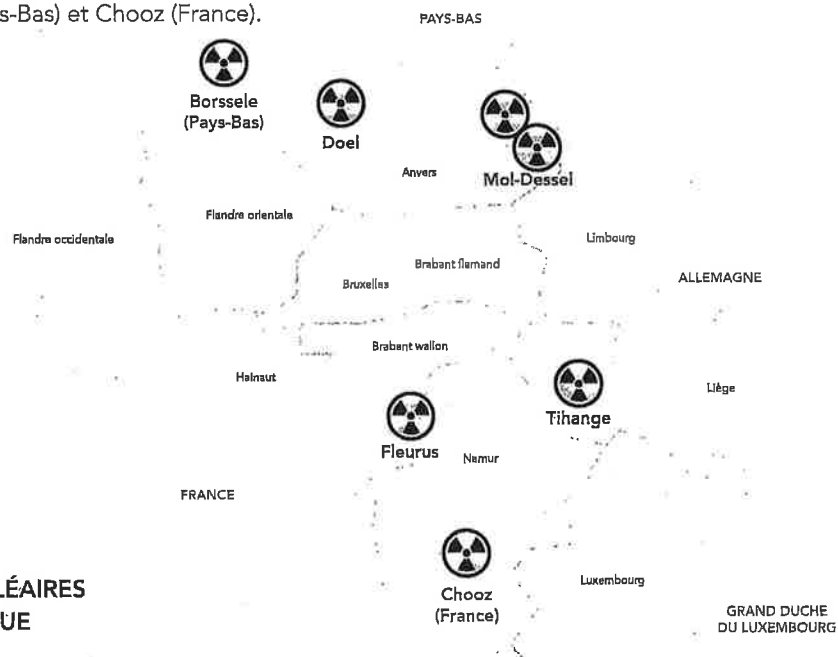 s-Bas) et Chooz (France).
PAYS-BAS
Borssele
(Pays-Bas)
Doel
Anvers
Mol-Dessel
Flandre orientale
Flandre occidentale
Limbourg
Brabant flamand
Bruxelles
ALLEMAGNE
Brabant wallon
Hainaut
Liège
Tihange
Fleurus
Namur
FRANCE
Chooz
(France)
Luxembourg
LÉAIRES
UE
GRAND DUCHE
DU LUXEMBOURG